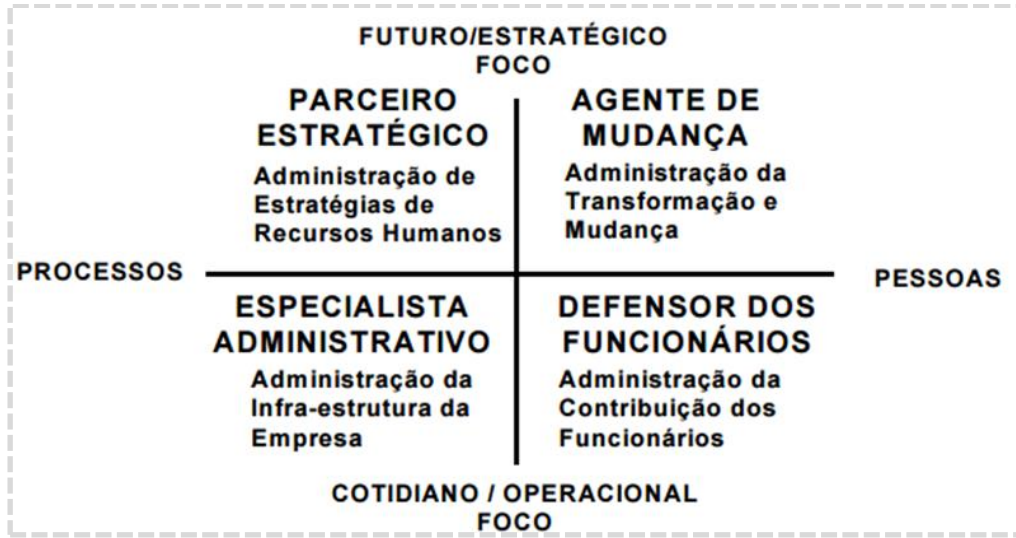 FUTURO/ESTRATÉGICO
FOCO
PARCEIRO
ESTRATÉGICO
Administração de
Estratégias de
Recursos Humanos
AGENTE DE
MUDANÇA
Administração da
Transformação e
Mudança
PROCESSOS
PESSOAS
ESPECIALISTA
ADMINISTRATIVO
Administração da
Infra-estrutura da
Empresa
DEFENSOR DOS
FUNCIONÁRIOS
Administração da
Contribuição dos
Funcionários
COTIDIANO / OPERACIONAL
FOCO